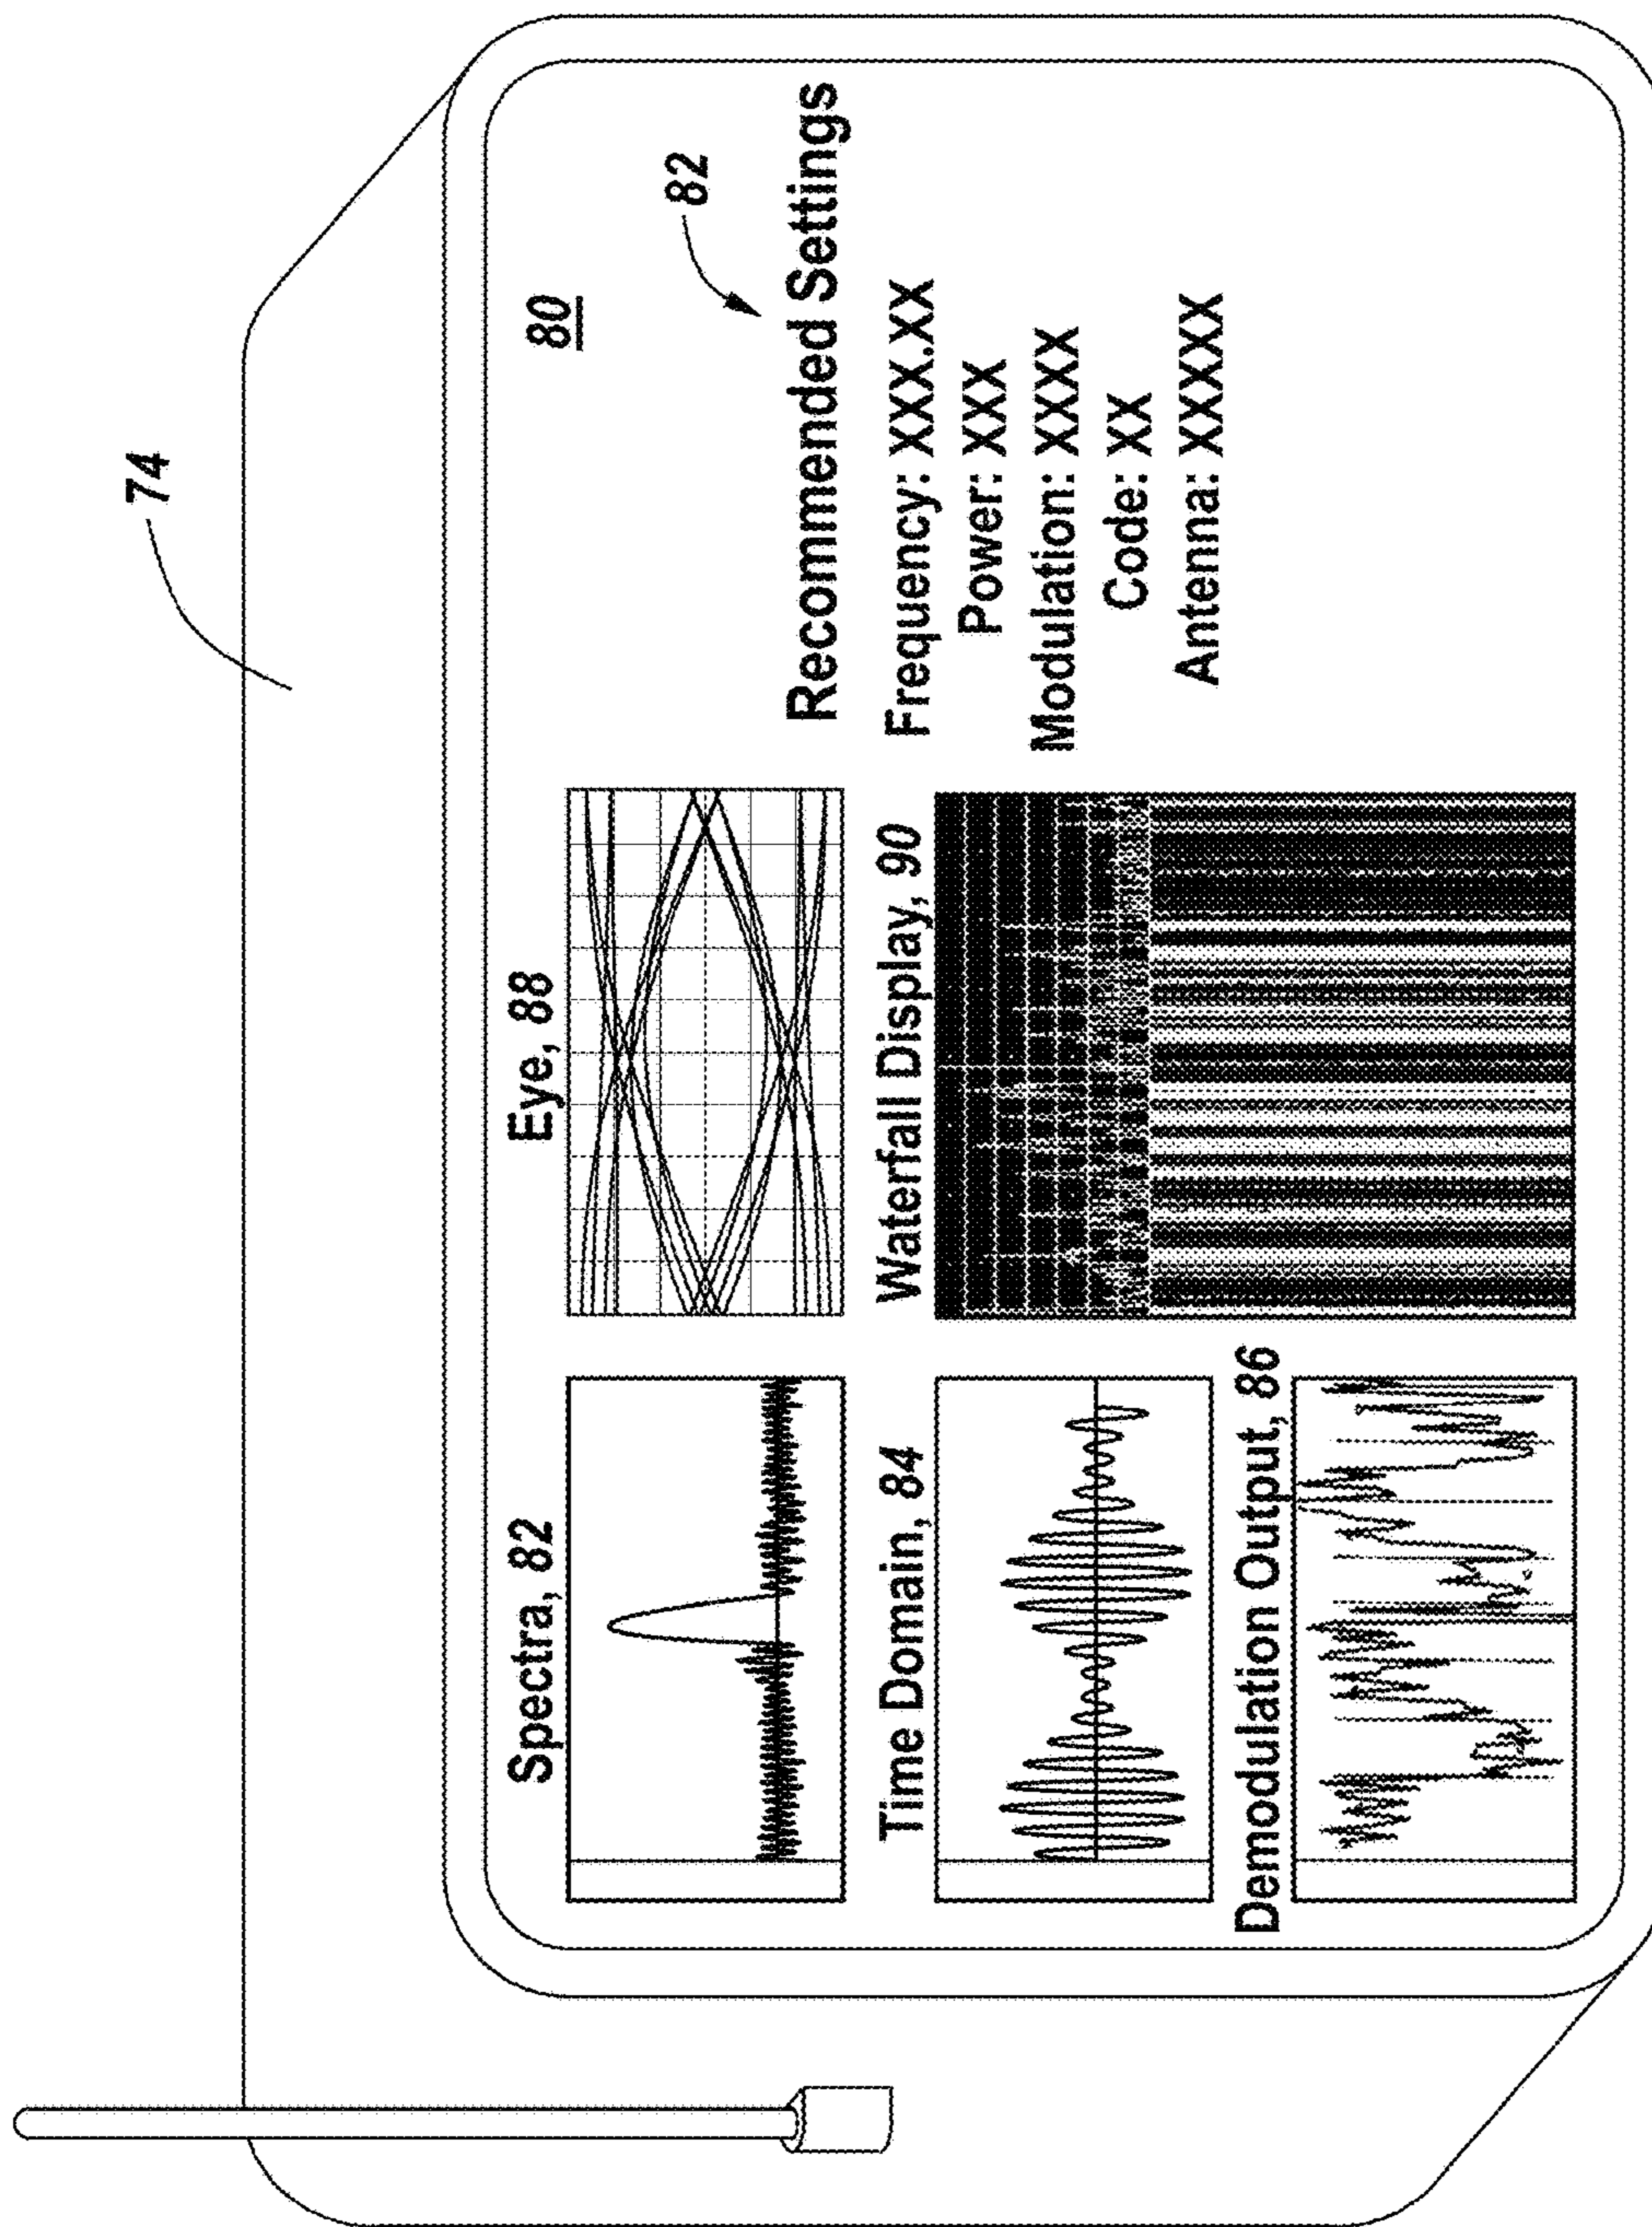 74
80
Spectra, 82
Eye, 88
82
Recommended Settings
Time Domain, 84
Waterfall Display, 90
Frequency: XXX.XX
Power: XXX
Modulation: XXXX
Code: XX
Antenna: XXXXX
Demodulation Output, 86